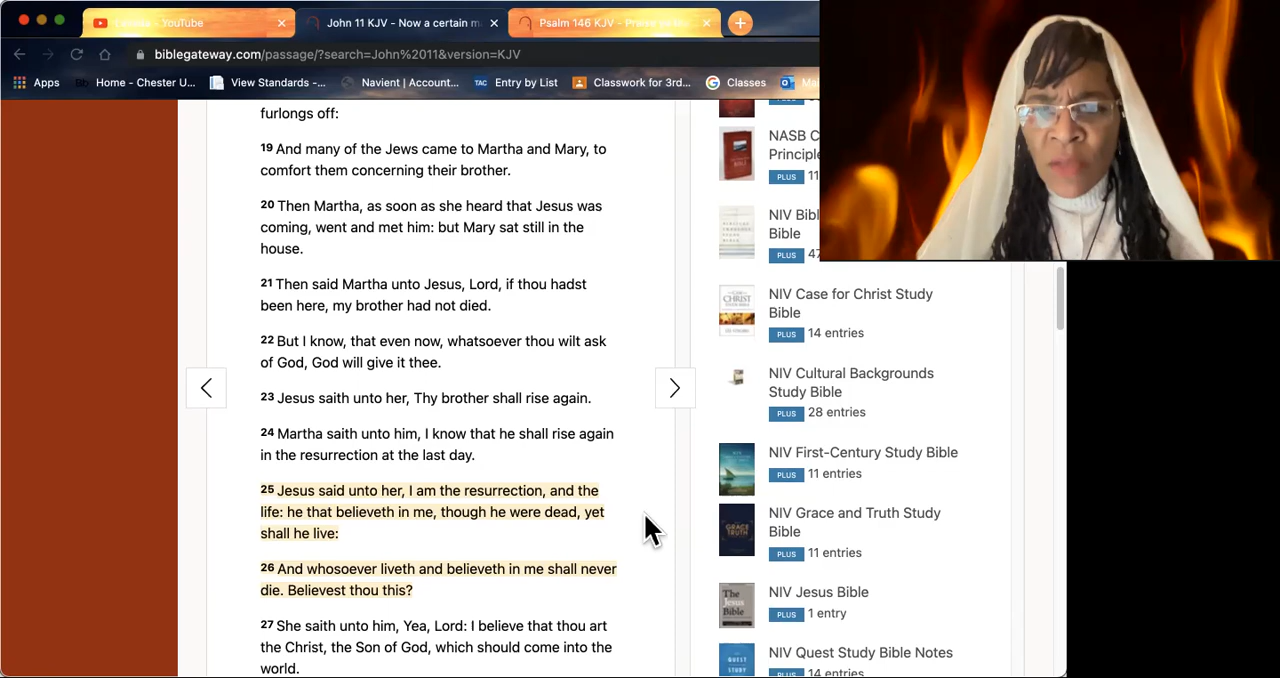 YouTube
John 11 KJV - Now a certain m
Psalm 146 KJV - Praise ye
biblegateway.com/passage/?search=John%2011&version=KJV
Apps
Home - Chester U...
View Standards -...
Navient | Account...
TAC Entry by List
Classwork for 3rd...
Classes
furlongs off:
19 And many of the Jews came to Martha and Mary, to
comfort them concerning their brother.
20 Then Martha, as soon as she heard that Jesus was
coming, went and met him: but Mary sat still in the
house.
21 Then said Martha unto Jesus, Lord, if thou hadst
been here, my brother had not died.
22 But I know, that even now, whatsoever thou wilt ask
of God, God will give it thee.
23 Jesus saith unto her, Thy brother shall rise again.
24 Martha saith unto him, I know that he shall rise again
in the resurrection at the last day.
25 Jesus said unto her, I am the resurrection, and the
life: he that believeth in me, though he were dead, yet
shall he live:
26 And whosoever liveth and believeth in me shall never
die. Believest thou this?
27 She saith unto him, Yea, Lord: I believe that thou art
the Christ, the Son of God, which should come into the
world.
NASB C
Principle
PLUS 11
NIV Bibl
Bible
PLUS 47
NIV Case for Christ Study
Bible
PLUS 14 entries
NIV Cultural Backgrounds
Study Bible
PLUS 28 entries
NIV First-Century Study Bible
PLUS 11 entries
NIV Grace and Truth Study
Bible
PLUS 11 entries
The
Jesus
Bible
NIV Jesus Bible
PLUS 1 entry
QUEST
STUDY
NIV Quest Study Bible Notes
PLUS 14 entries